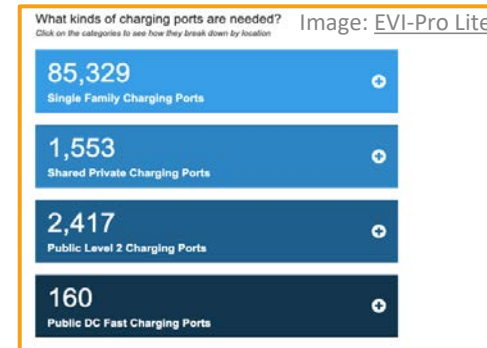 What kinds of charging ports are needed?
Image: EVI-Pro Lite
Click on the categories to see how they break down by location
85,329
Single Family Charging Ports
1,553
Shared Private Charging Ports
2,417
Public Level 2 Charging Ports
160
Public DC Fast Charging Ports